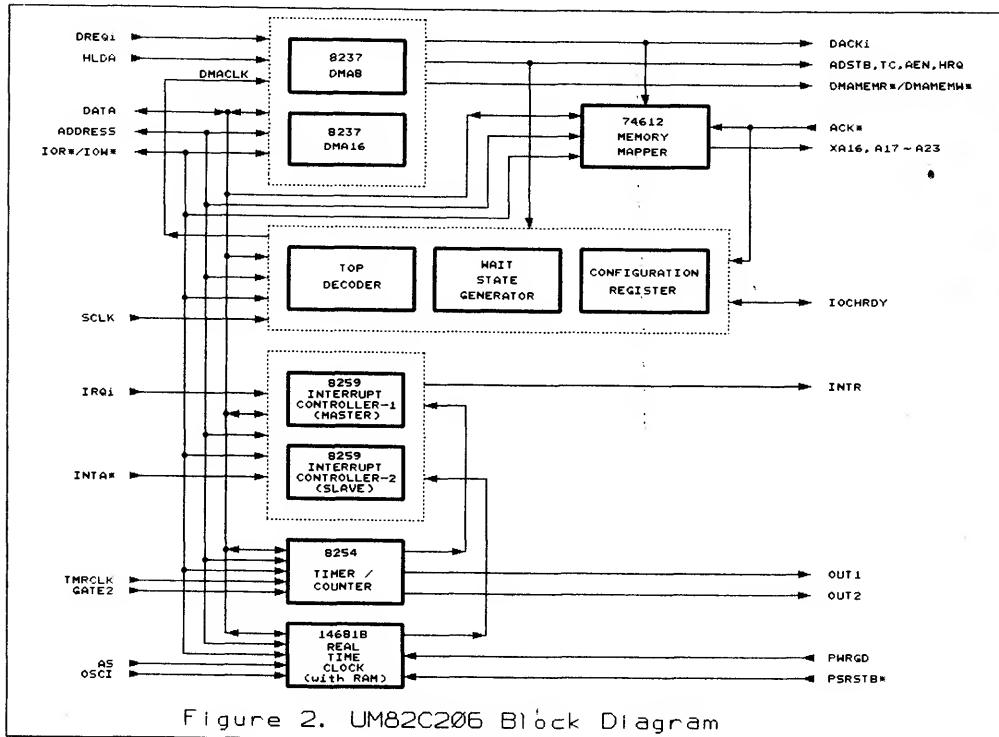 DREQi
HLDA
DMACLK
DATA
ADDRESS
IOR*/IOW*
8237
DMA8
8237
DMA16
74612
MEMORY
MAPPER
DACKi
ADSTB,TC,AEN,HRQ
DMAMEMR*/DMAMEMW*
ACK*
XA16, A17~A23
TOP
DECODER
WAIT
STATE
GENERATOR
CONFIGURATION
REGISTER
SCLK
IOCHRDY
IRQi
INTA*
8259
INTERRUPT
CONTROLLER-1
(MASTER)
8259
INTERRUPT
CONTROLLER-2
(SLAVE)
INTR
TMRCLK
GATE2
8254
TIMER /
COUNTER
OUT1
OUT2
AS
OSCI
14681B
REAL
TIME
CLOCK
(with RAM)
PWRGD
PSRSTB*
Figure 2. UM82C206 Block Diagram